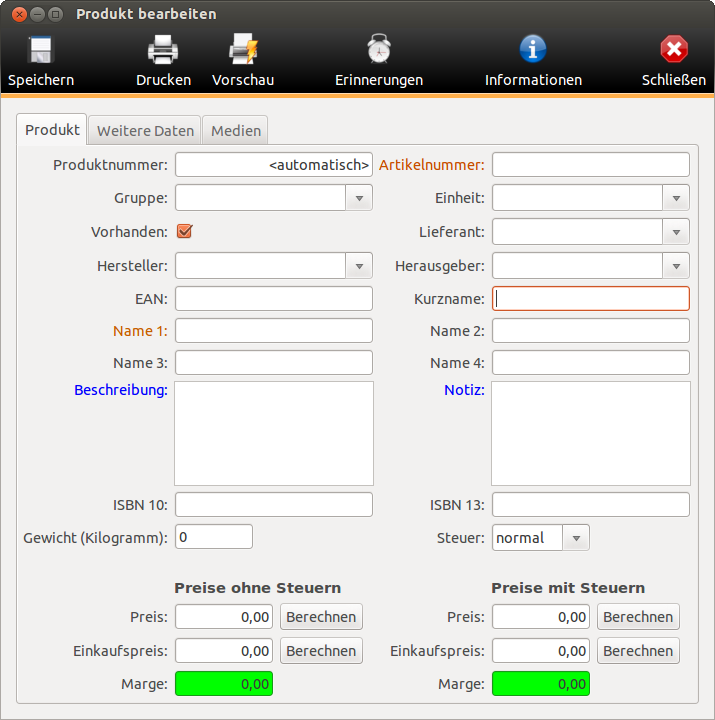 Produkt bearbeiten
Speichern Drucken Vorschau Erinnerungen Informationen Schließen
Produkt Weitere Daten Medien
Produktnummer: <automatisch> Artikelnummer:
Gruppe: Einheit:
Vorhanden: Lieferant:
Hersteller: Herausgeber:
EAN: Kurzname:
Name 1: Name 2:
Name 3: Name 4:
Beschreibung: Notiz:
ISBN 10: ISBN 13:
Gewicht (Kilogramm): 0 Steuer: normal
Preise ohne Steuern Preise mit Steuern
Preis: 0,00 Berechnen Preis: 0,00 Berechnen
Einkaufspreis: 0,00 Berechnen Einkaufspreis: 0,00 Berechnen
Marge: 0,00 Marge: 0,00